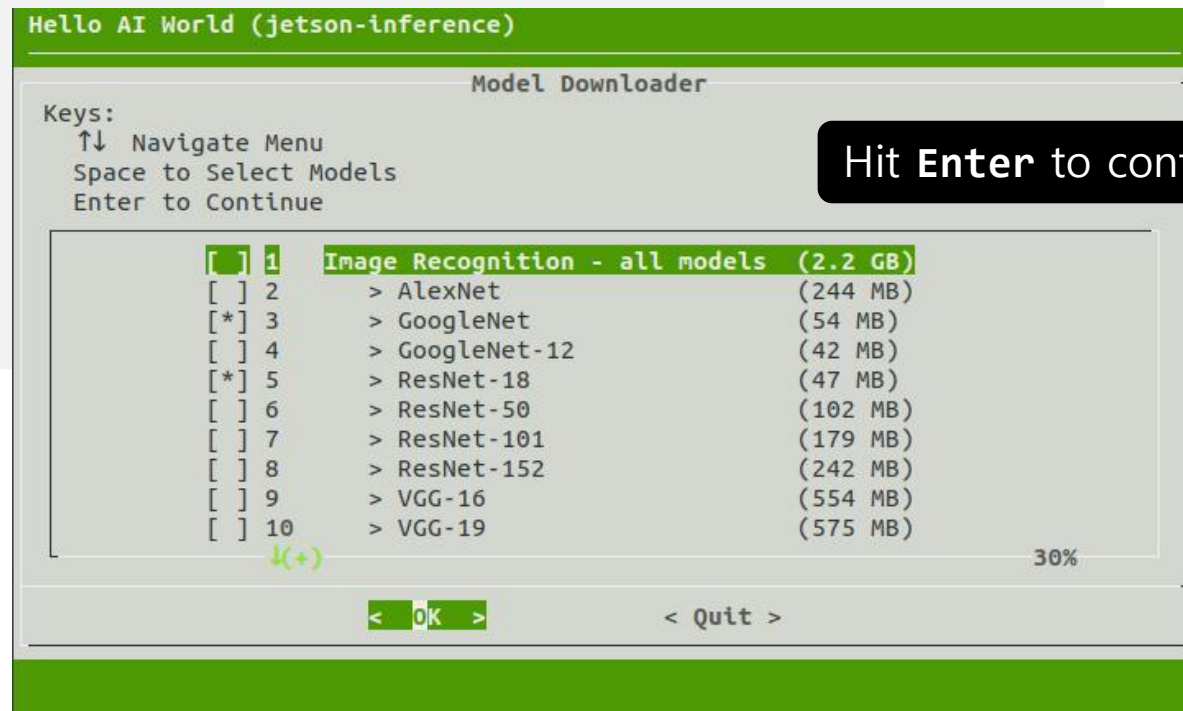 Hello AI World (jetson-inference)
Model Downloader
Keys:
↑↓ Navigate Menu
Space to Select Models
Enter to Continue
Hit Enter to cont
[ ] 1 Image Recognition - all models (2.2 GB)
[ ] 2 > AlexNet (244 MB)
[*] 3 > GoogleNet (54 MB)
[ ] 4 > GoogleNet-12 (42 MB)
[*] 5 > ResNet-18 (47 MB)
[ ] 6 > ResNet-50 (102 MB)
[ ] 7 > ResNet-101 (179 MB)
[ ] 8 > ResNet-152 (242 MB)
[ ] 9 > VGG-16 (554 MB)
[ ] 10 > VGG-19 (575 MB)
↓(+) 30%
< OK > < Quit >